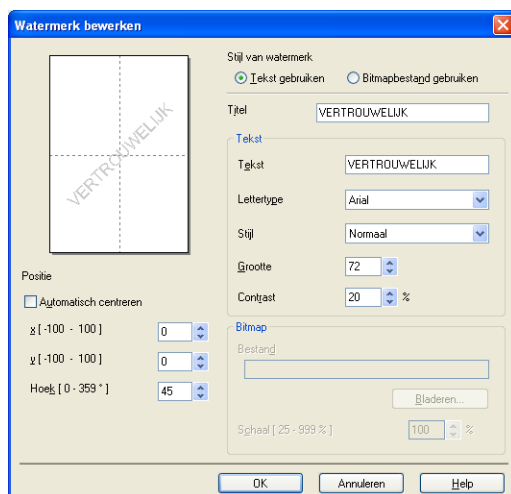 Watermerk bewerken
VERTROUWELIJK
Positie
Automatisch centreren
x [ -100 - 100 ] 0
y [ -100 - 100 ] 0
Hoek [ 0 - 359 ° ] 45
Stijl van watermerk
Tekst gebruiken Bitmapbestand gebruiken
Titel VERTROUWELIJK
Tekst
Tekst VERTROUWELIJK
Lettertype Arial
Stijl Normaal
Grootte 72
Contrast 20 %
Bitmap
Bestand
Bladeren...
Schaal [ 25 - 999 % ] 100 %
OK Annuleren Help